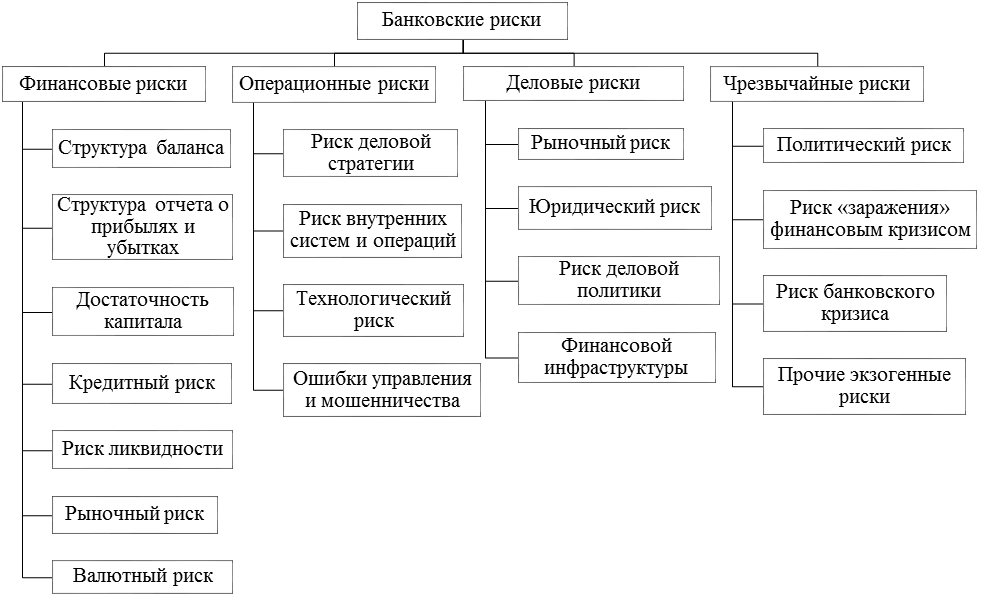 Банковские риски
Финансовые риски
Операционные риски
Деловые риски
Чрезвычайные риски
Структура баланса
Структура отчета о
прибылях и
убытках
Достаточность
капитала
Кредитный риск
Риск ликвидности
Рыночный риск
Валютный риск
Риск деловой
стратегии
Риск внутренних
систем и операций
Технологический
риск
Ошибки управления
и мошенничества
Рыночный риск
Юридический риск
Риск деловой
политики
Финансовой
инфраструктуры
Политический риск
Риск «заражения»
финансовым кризисом
Риск банковского
кризиса
Прочие экзогенные
риски